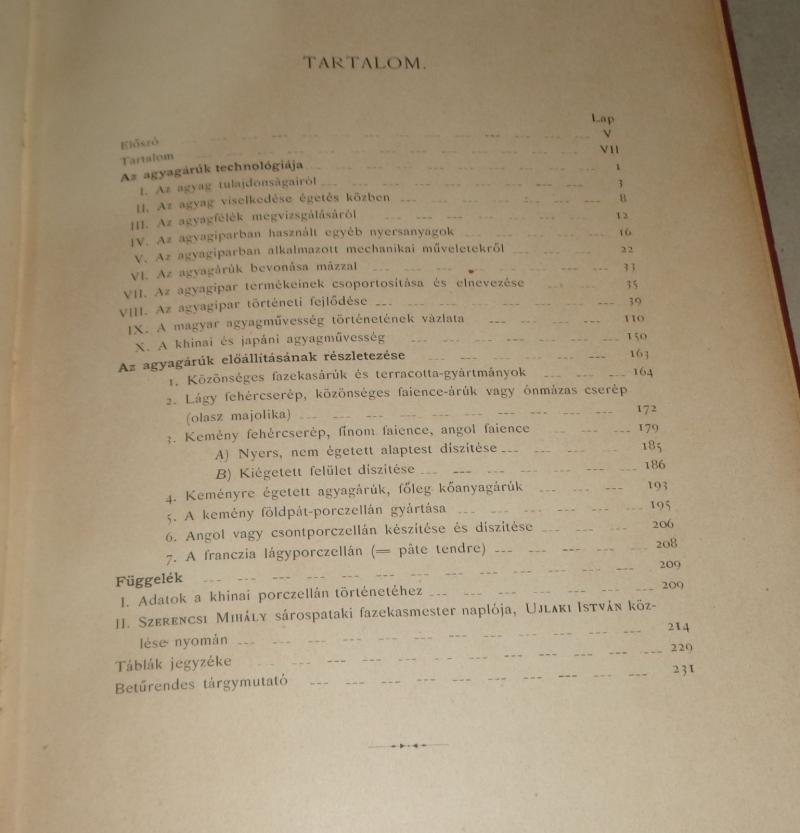 TARTALOM.
Lap
Előszó V
Tartalom VII
Az agyagárúk technológiája 1
I. Az agyag tulajdonságairól 3
II. Az agyag viselkedése égetés közben 8
III. Az agyagfélék megvizsgálásáról 12
IV. Az agyagiparban használt egyéb nyersanyagok 16
V. Az agyagiparban alkalmazott mechanikai műveletekről 22
VI. Az agyagárúk bevonása mázzal 33
VII. Az agyagipar termékeinek csoportosítása és elnevezése 35
VIII. Az agyagipar történeti fejlődése 39
IX. A magyar agyagművesség történetének vázlata 110
X. A khinai és japáni agyagművesség 150
Az agyagárúk előállításának részletezése 163
1. Közönséges fazekasárúk és terracotta-gyártmányok 164
2. Lágy fehércserép, közönséges faience-árúk vagy ónmázas cserép
(olasz majolika) 172
3. Kemény fehércserép, finom faience, angol faience 179
A) Nyers, nem égetett alaptest díszítése 185
B) Kiégetett felület díszítése 186
4. Keményre égetett agyagárúk, főleg kőanyagárúk 193
5. A kemény földpát-porczellán gyártása 195
6. Angol vagy csontporczellán készítése és díszítése 206
7. A franczia lágyporczellán (= pâte tendre) 208
Függelék 209
I. Adatok a khinai porczellán történetéhez 209
II. SZERENCSI MIHÁLY sárospataki fazekasmester naplója, UJLAKI ISTVÁN köz-
lése nyomán 214
Táblák jegyzéke 229
Betűrendes tárgymutató 231